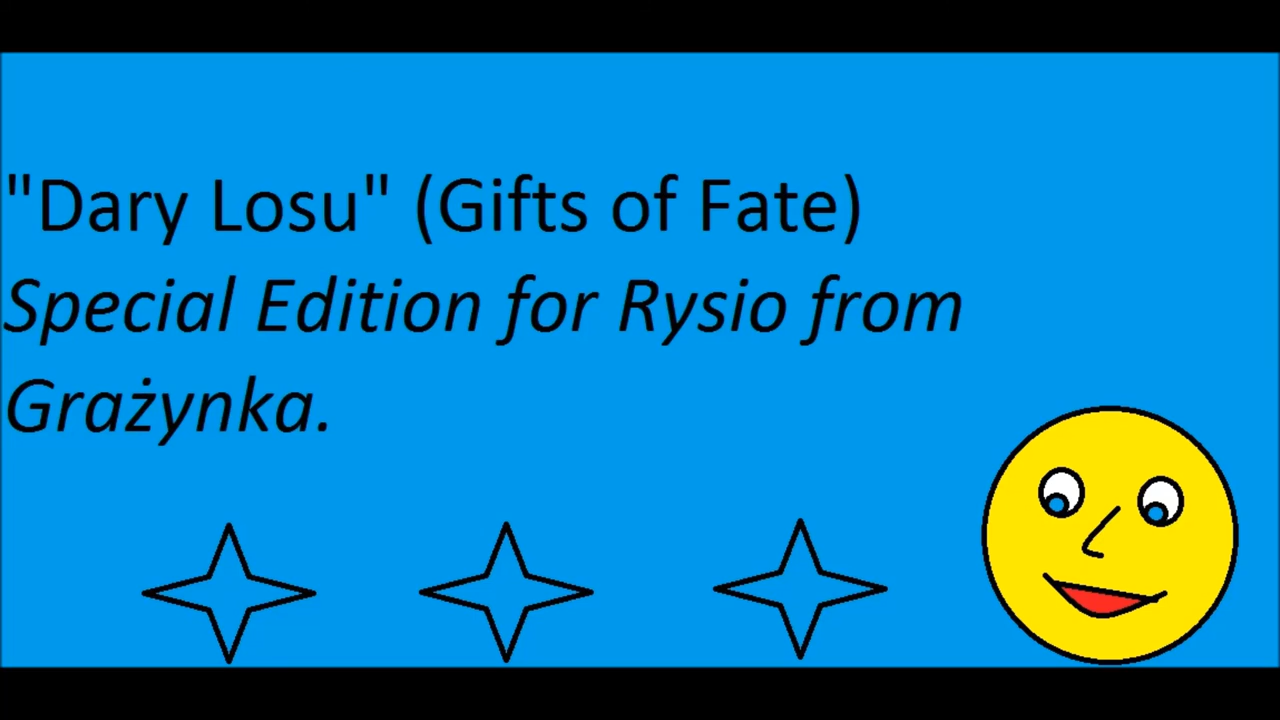 "Dary Losu" (Gifts of Fate)
Special Edition for Rysio from
Grażynka.